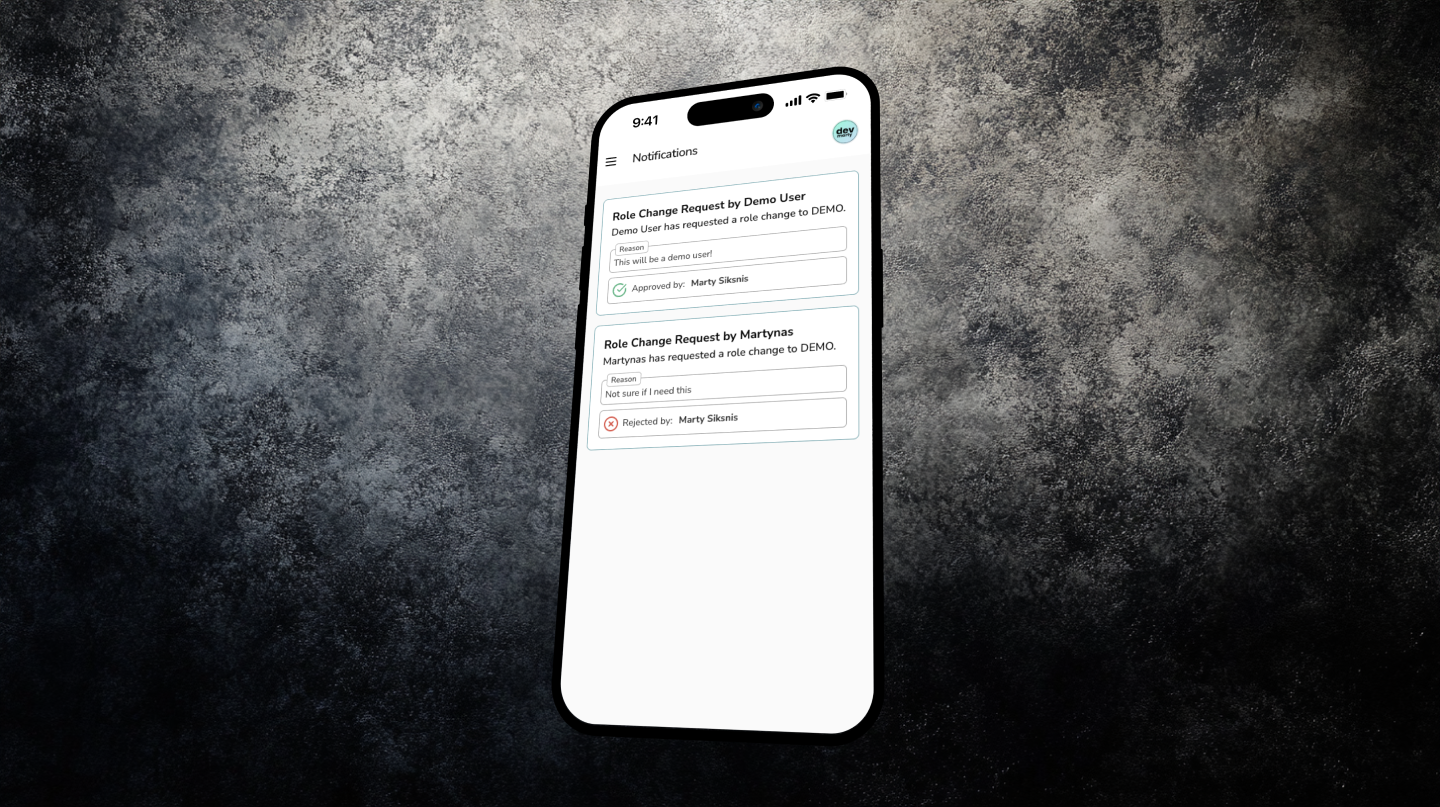 9:41
Notifications
dev
marty
Role Change Request by Demo User
Demo User has requested a role change to DEMO.
Reason
This will be a demo user!
Approved by: Marty Siksnis
Role Change Request by Martynas
Martynas has requested a role change to DEMO.
Reason
Not sure if I need this
Rejected by: Marty Siksnis